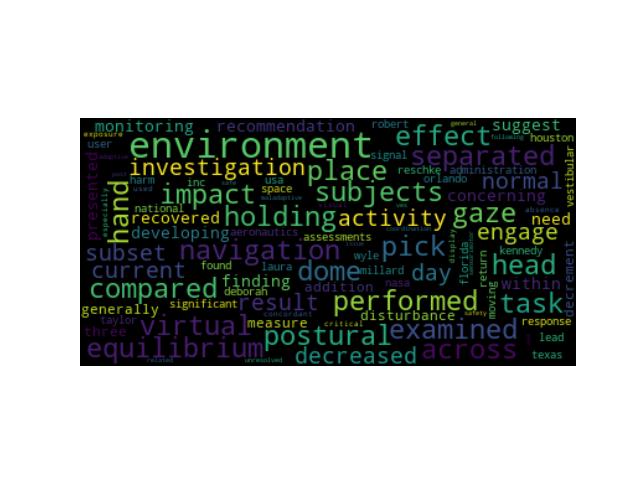 monitoring recommendation robert general suggest
exposure environment effect following houston
user signal separated
adaptive investigation place reschke administration vestibular
presented harm inc usa subjects orlando normal
especially hand used safe impact space concerning
national maladaptive
recovered holding activity gaze need
developing aeronautics coordination absence engage
subset navigation assessments pick display
found wyle florida kennedy head decrement
current laura dome millard day return
compared finding addition nasa within
deborah moving
generally significant result performed task
taylor virtual measure concordant disturbance safety response
three critical examined
equilibrium postural lead
decreased across texas
related unresolved